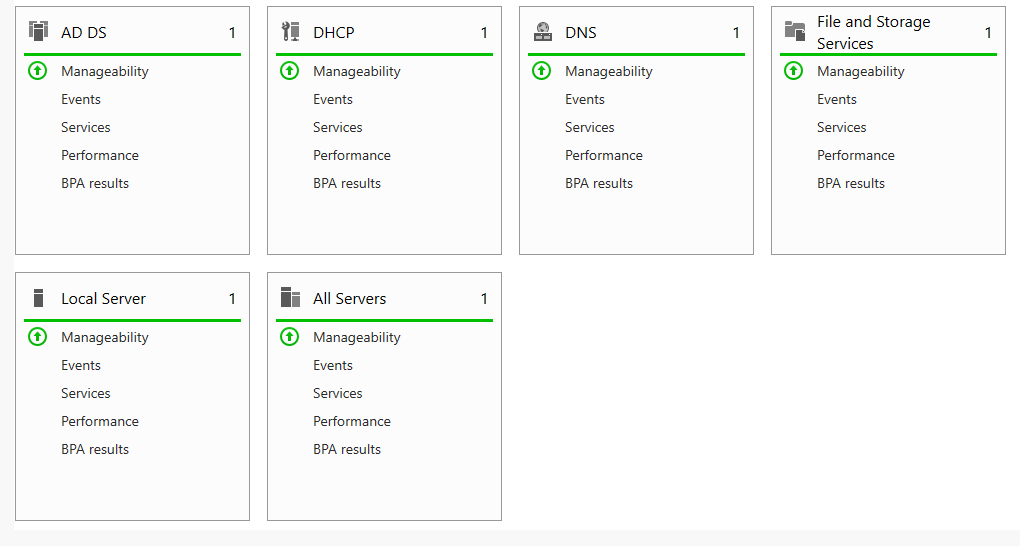 AD DS 1
Manageability
Events
Services
Performance
BPA results
DHCP 1
Manageability
Events
Services
Performance
BPA results
DNS 1
Manageability
Events
Services
Performance
BPA results
File and Storage
Services 1
Manageability
Events
Services
Performance
BPA results
Local Server 1
Manageability
Events
Services
Performance
BPA results
All Servers 1
Manageability
Events
Services
Performance
BPA results